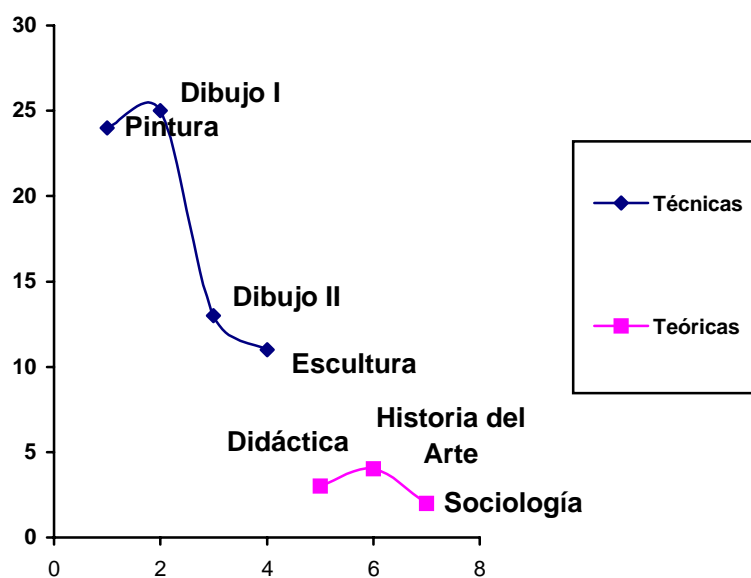 30
25
20
15
10
5
0
0 2 4 6 8
Dibujo I
Pintura
Dibujo II
Escultura
Historia del
Arte
Didáctica
Sociología
Técnicas
Teóricas